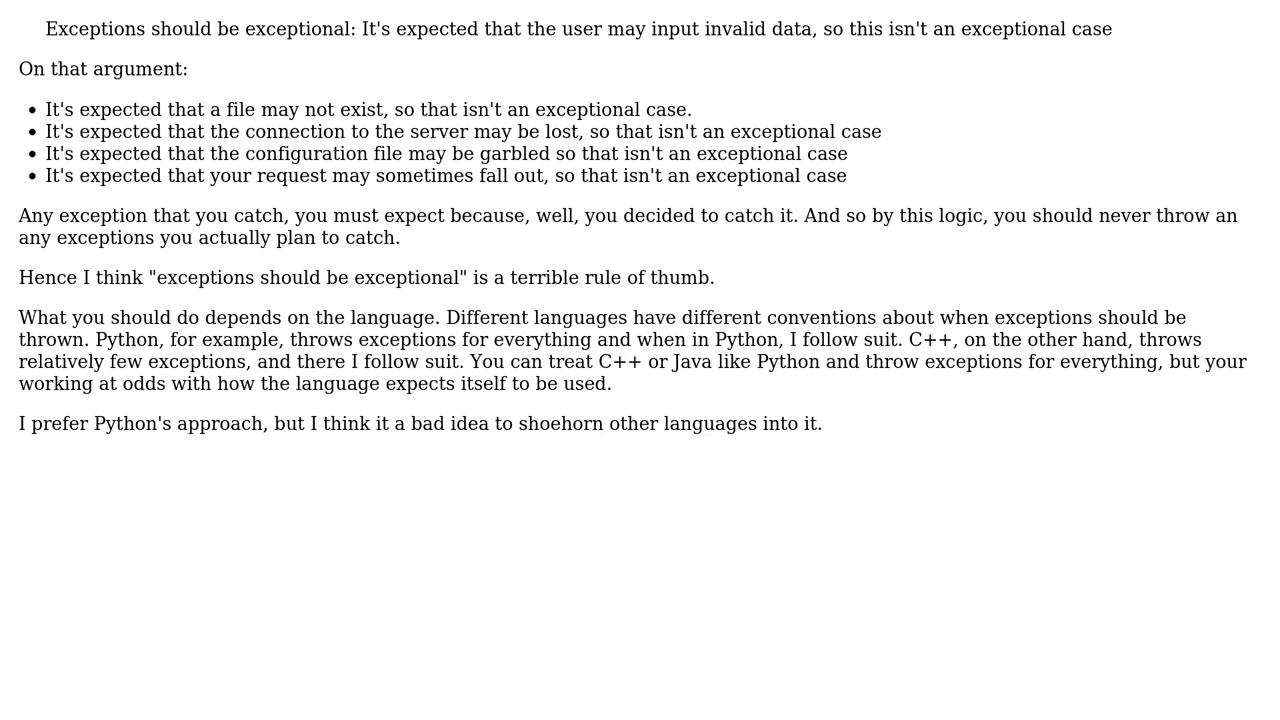 Exceptions should be exceptional: It's expected that the user may input invalid data, so this isn't an exceptional case
On that argument:
• It's expected that a file may not exist, so that isn't an exceptional case.
• It's expected that the connection to the server may be lost, so that isn't an exceptional case
• It's expected that the configuration file may be garbled so that isn't an exceptional case
• It's expected that your request may sometimes fall out, so that isn't an exceptional case
Any exception that you catch, you must expect because, well, you decided to catch it. And so by this logic, you should never throw an
any exceptions you actually plan to catch.
Hence I think "exceptions should be exceptional" is a terrible rule of thumb.
What you should do depends on the language. Different languages have different conventions about when exceptions should be
thrown. Python, for example, throws exceptions for everything and when in Python, I follow suit. C++, on the other hand, throws
relatively few exceptions, and there I follow suit. You can treat C++ or Java like Python and throw exceptions for everything, but your
working at odds with how the language expects itself to be used.
I prefer Python's approach, but I think it a bad idea to shoehorn other languages into it.